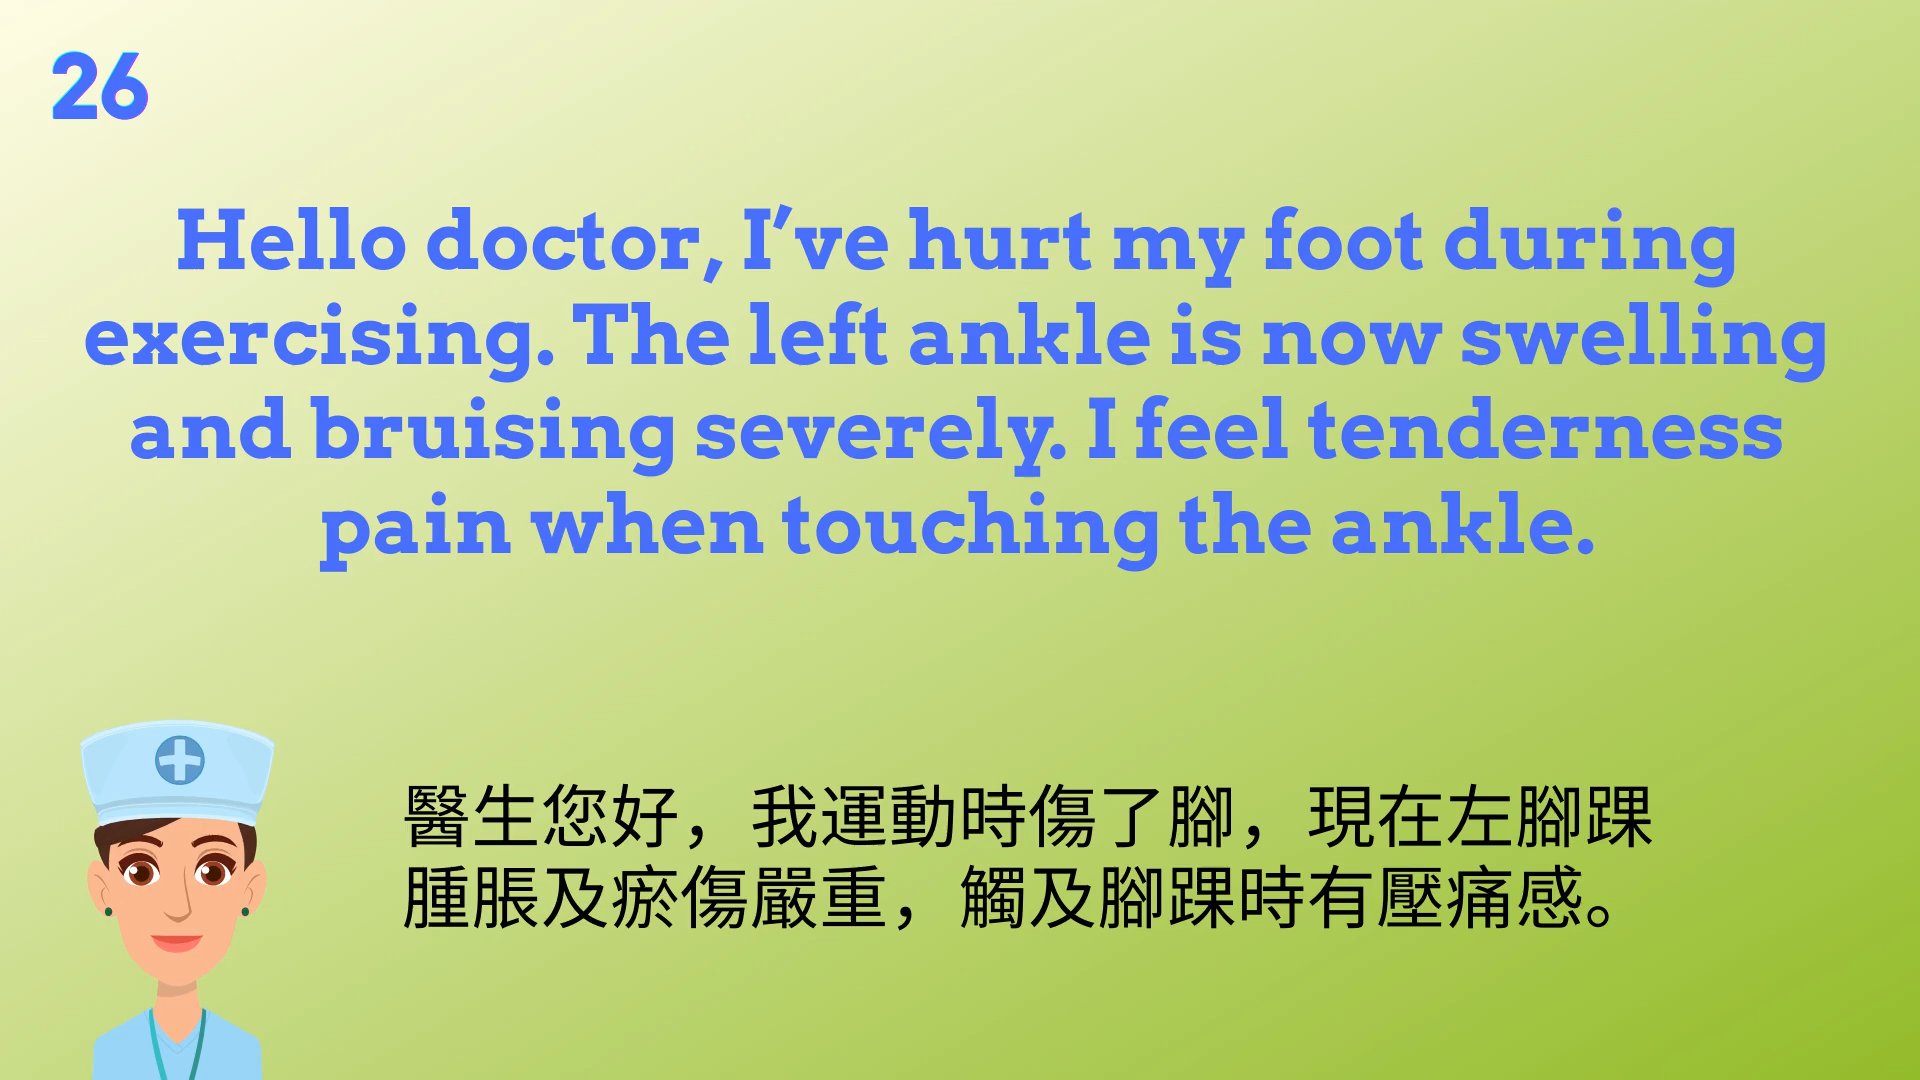 26
Hello doctor, I’ve hurt my foot during
exercising. The left ankle is now swelling
and bruising severely. I feel tenderness
pain when touching the ankle.
醫生您好，我運動時傷了腳，現在左腳踝
腫脹及瘀傷嚴重，觸及腳踝時有壓痛感。